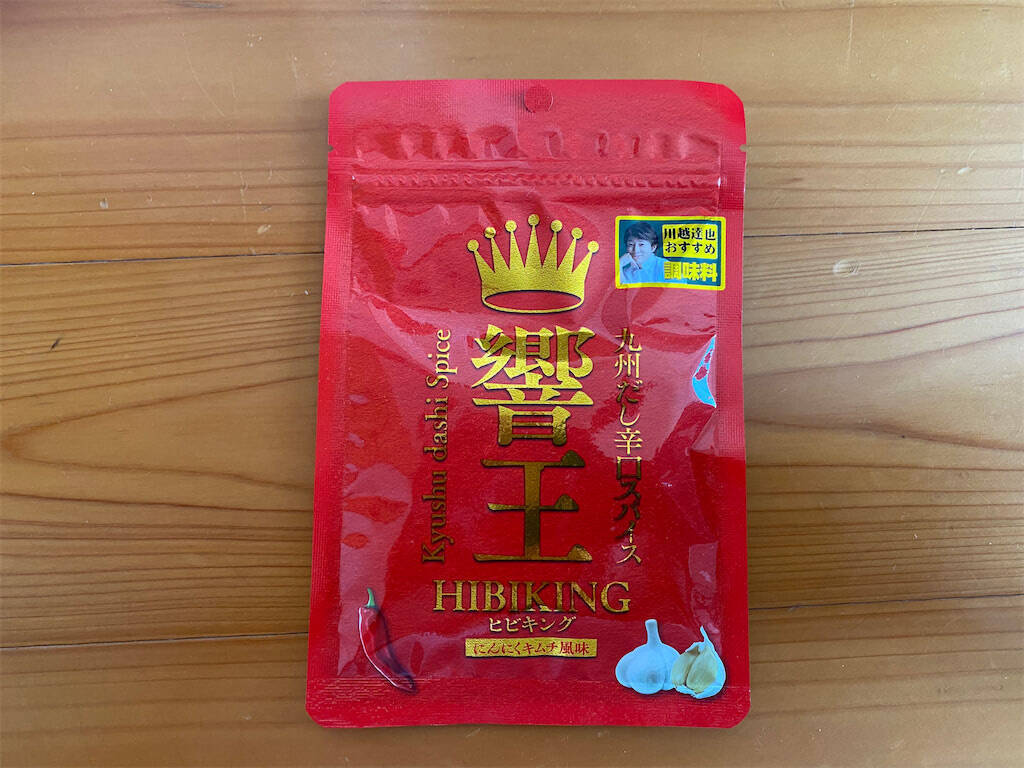 川越達也
おすすめ
調味料
九州だし辛口スパイス
響王
Kyushu dashi Spice
HIBIKING
ヒビキング
にんにくキムチ風味